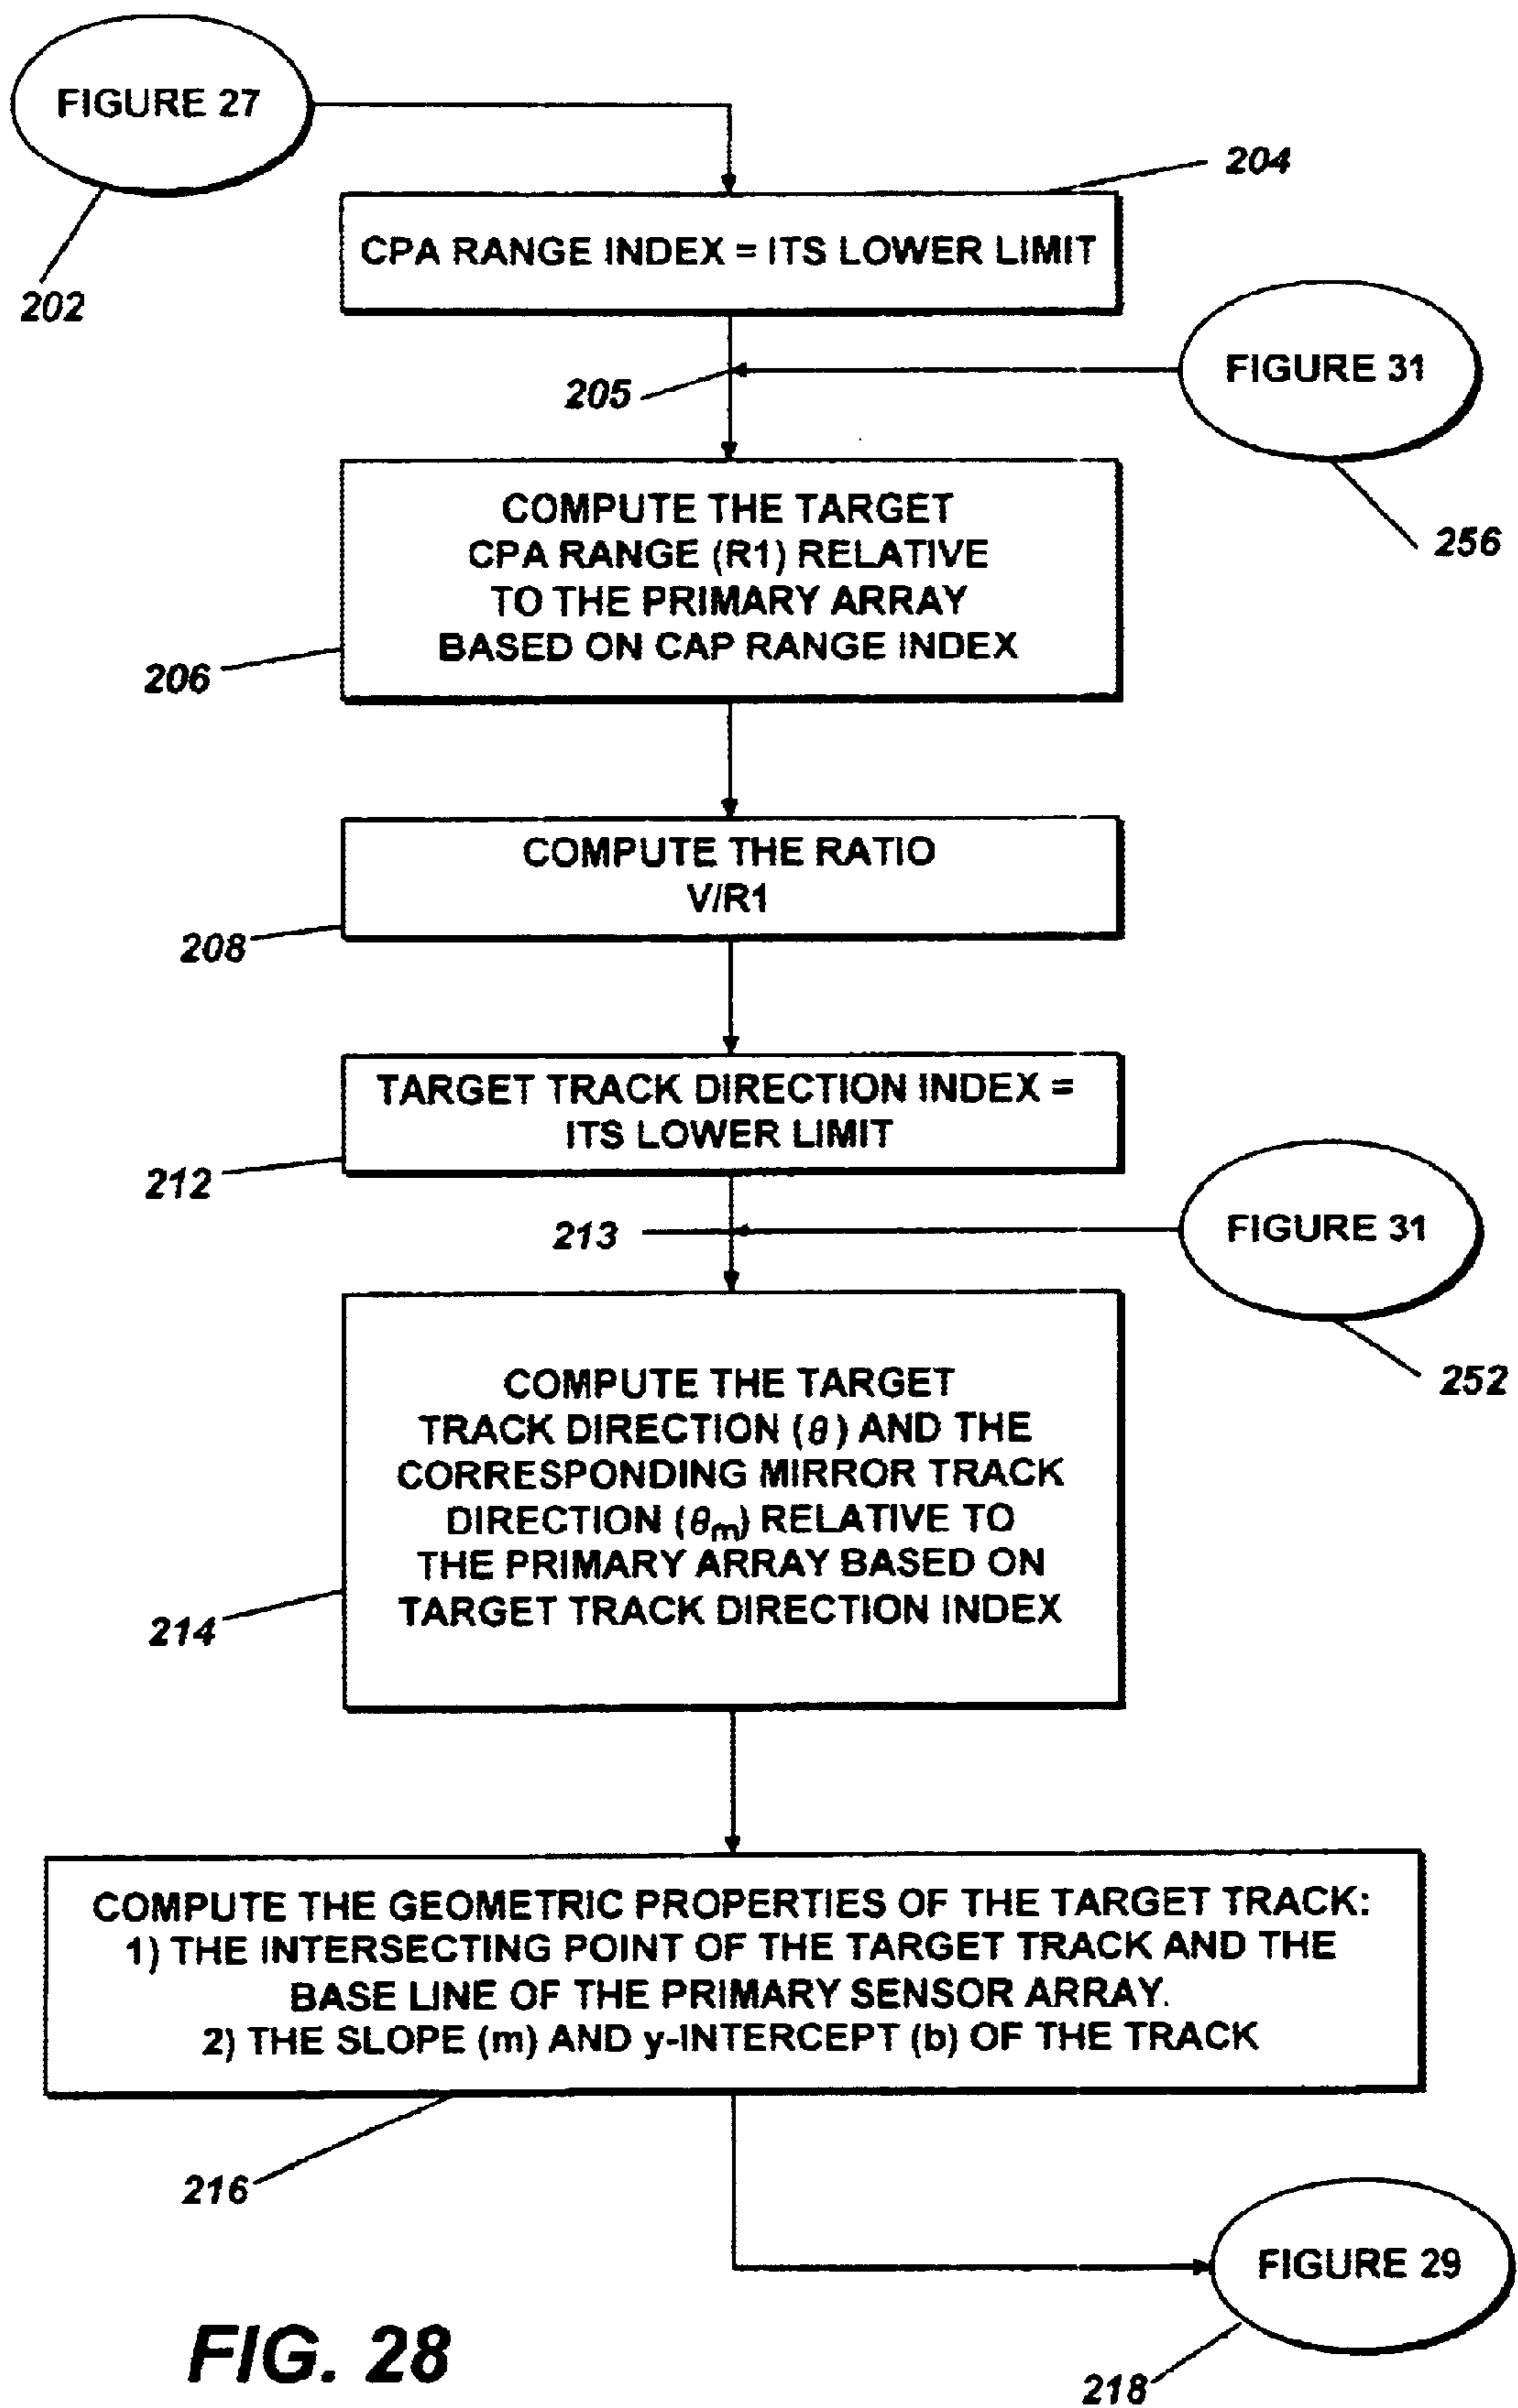 FIGURE 27
202
204
CPA RANGE INDEX = ITS LOWER LIMIT
205
FIGURE 31
256
COMPUTE THE TARGET
CPA RANGE (R1) RELATIVE
TO THE PRIMARY ARRAY
BASED ON CAP RANGE INDEX
206
COMPUTE THE RATIO
V/R1
208
TARGET TRACK DIRECTION INDEX =
ITS LOWER LIMIT
212
213
FIGURE 31
252
COMPUTE THE TARGET
TRACK DIRECTION (θ) AND THE
CORRESPONDING MIRROR TRACK
DIRECTION (θm) RELATIVE TO
THE PRIMARY ARRAY BASED ON
TARGET TRACK DIRECTION INDEX
214
COMPUTE THE GEOMETRIC PROPERTIES OF THE TARGET TRACK:
1) THE INTERSECTING POINT OF THE TARGET TRACK AND THE
BASE LINE OF THE PRIMARY SENSOR ARRAY.
2) THE SLOPE (m) AND y-INTERCEPT (b) OF THE TRACK
216
FIGURE 29
218
FIG. 28